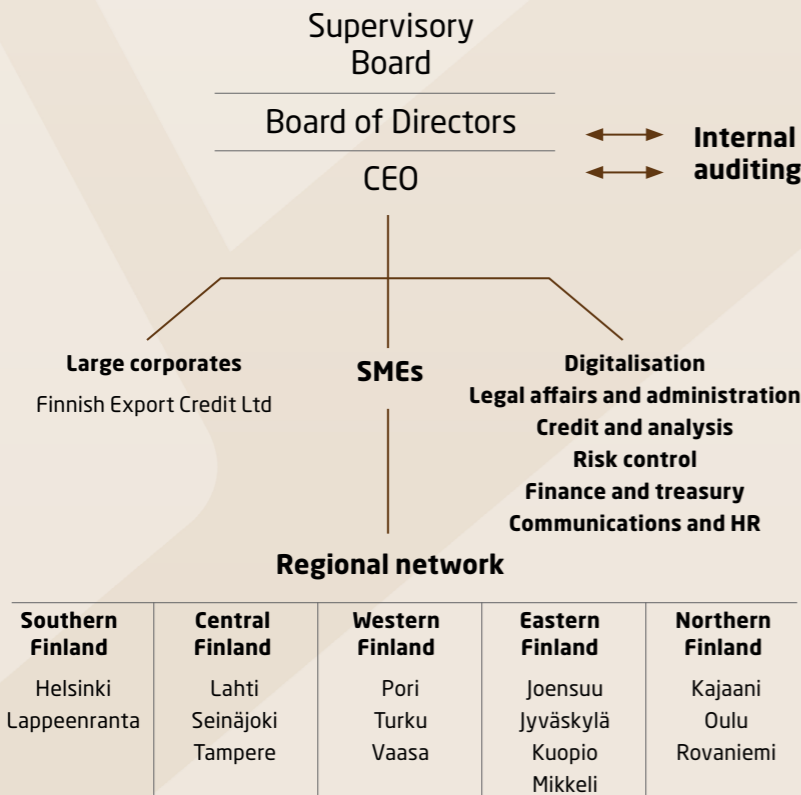 Supervisory
Board
Board of Directors
CEO
Internal
auditing
Large corporates
Finnish Export Credit Ltd
SMEs
Digitalisation
Legal affairs and administration
Credit and analysis
Risk control
Finance and treasury
Communications and HR
Regional network
Southern
Finland
Helsinki
Lappeenranta
Central
Finland
Lahti
Seinäjoki
Tampere
Western
Finland
Pori
Turku
Vaasa
Eastern
Finland
Joensuu
Jyväskylä
Kuopio
Mikkeli
Northern
Finland
Kajaani
Oulu
Rovaniemi